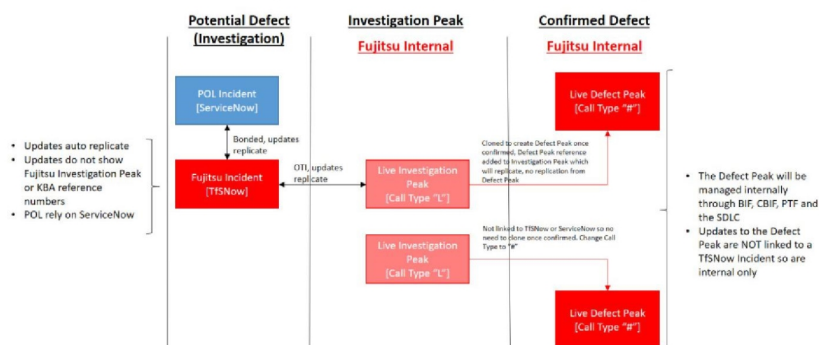 Potential Defect
(Investigation)
Investigation Peak
Fujitsu Internal
Confirmed Defect
Fujitsu Internal
POL Incident
[ServiceNow]
Bonded, updates
replicate
Fujitsu Incident
[TfSNow]
OTI, updates
replicate
Live Investigation
Peak
[Call Type "L"]
Cloned to create Defect Peak once
confirmed, Defect Peak reference
added to Investigation Peak which
will replicate, no replication from
Defect Peak
Live Defect Peak
[Call Type "#"]
Live Investigation
Peak
[Call Type "L"]
Not linked to TfSNow or ServiceNow so no
need to clone once confirmed. Change Call
Type to "#"
Live Defect Peak
[Call Type "#"]
• Updates auto replicate
• Updates do not show
Fujitsu Investigation Peak
or KBA reference
numbers
• POL rely on ServiceNow
• The Defect Peak will be
managed internally
through BIF, CBIF, PTF and
the SDLC
• Updates to the Defect
Peak are NOT linked to a
TfSNow Incident so are
internal only